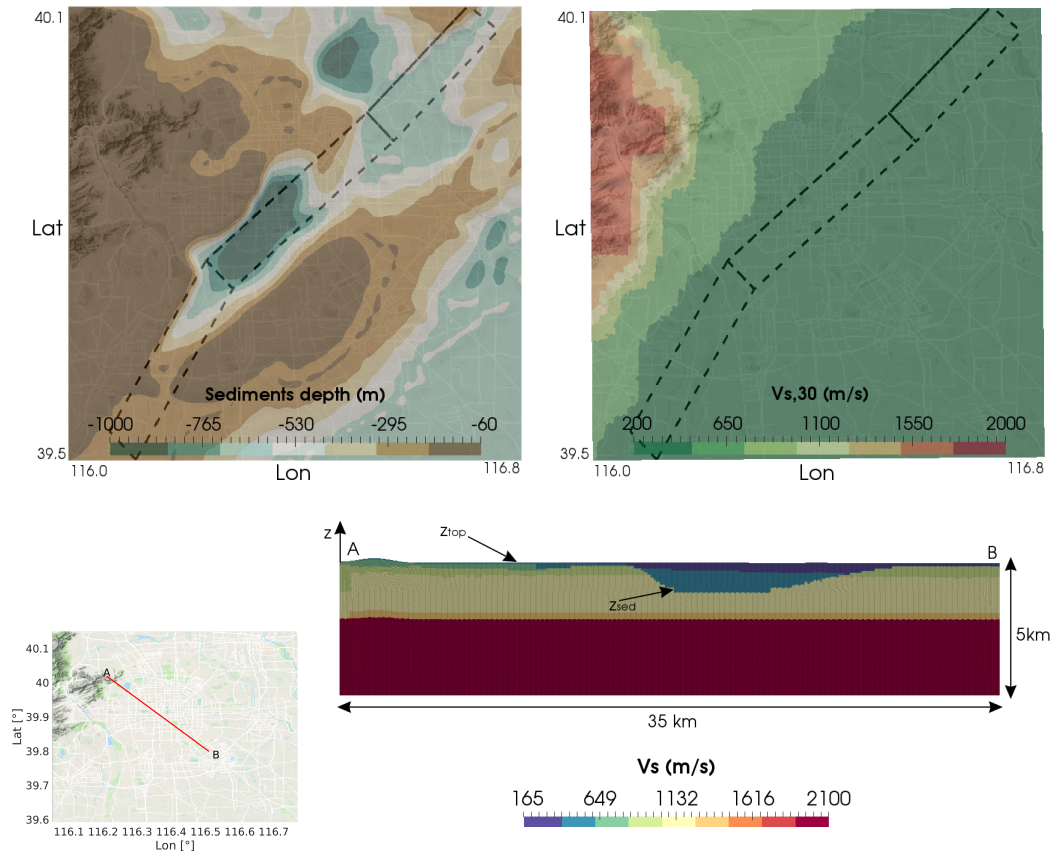 40.1
Lat
Sediments depth (m)
-1000 -765 -530 -295 -60
39.5
116.0 Lon 116.8
40.1
Lat
Vs,30 (m/s)
200 650 1100 1550 2000
39.5
116.0 Lon 116.8
z
A
Ztop
B
Zsed
5km
35 km
Vs (m/s)
165 649 1132 1616 2100
40.1
40
39.9
39.8
39.7
39.6
Lat [°]
A
B
116.1 116.2 116.3 116.4 116.5 116.6 116.7
Lon [°]